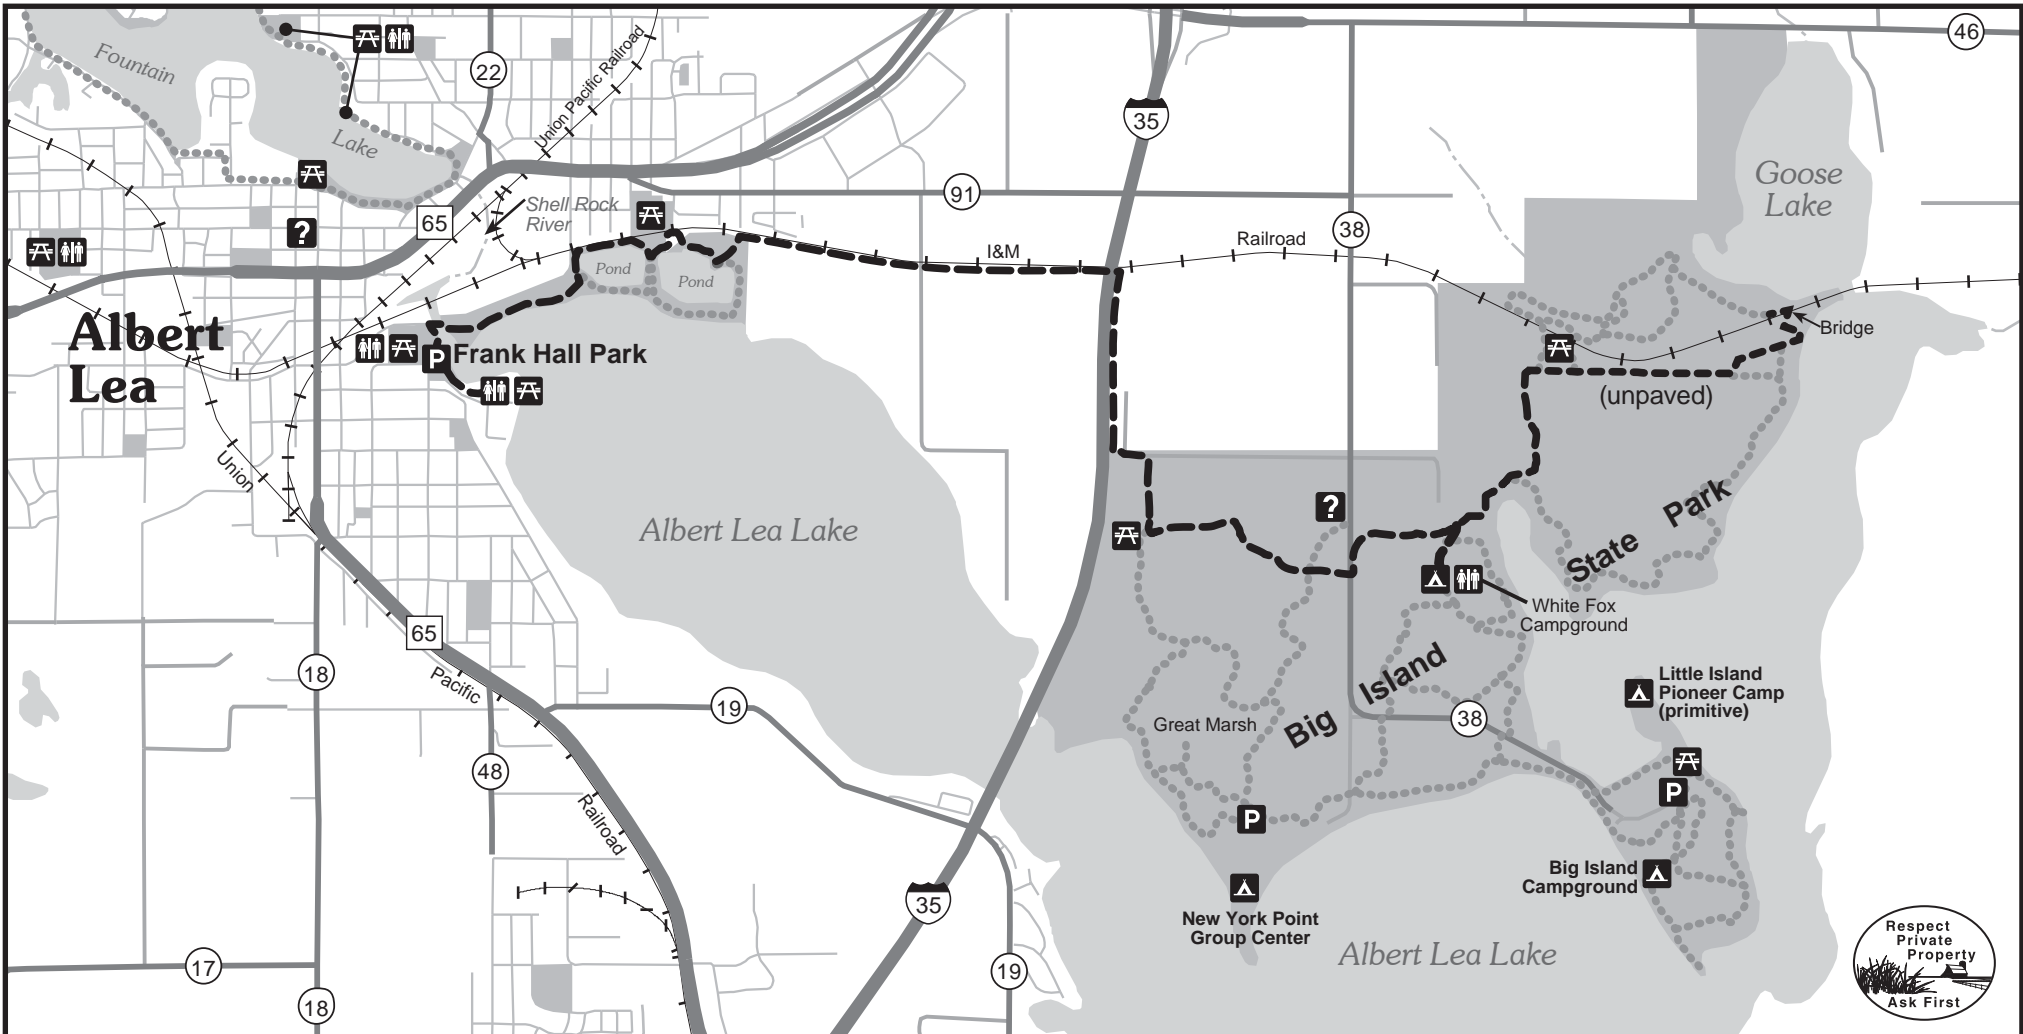 46
Fountain
Lake
22
Union Pacific Railroad
35
Goose
Lake
91
65
Shell Rock
River
?
38
I&M
Railroad
Pond
Pond
Albert
Lea
P
Frank Hall Park
Bridge
(unpaved)
Union
Albert Lea Lake
?
Big Island State Park
White Fox
Campground
65
18
Pacific
19
Great Marsh
38
Little Island
Pioneer Camp
(primitive)
48
Railroad
P
P
Big Island
Campground
35
New York Point
Group Center
Albert Lea Lake
17
18
19
Respect
Private
Property
Ask First